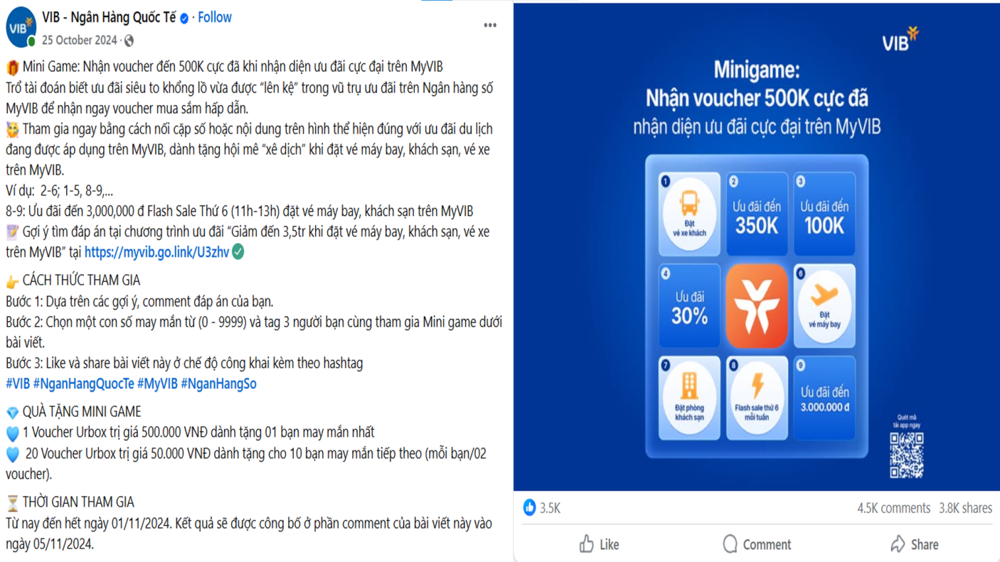 VIB - Ngân Hàng Quốc Tế · Follow
25 October 2024 ·
Mini Game: Nhận voucher đến 500K cực đã khi nhận diện ưu đãi cực đại trên MyVIB
Trổ tài đoán biết ưu đãi siêu to khổng lồ vừa được “lên kệ” trong vũ trụ ưu đãi trên Ngân hàng số
MyVIB để nhận ngay voucher mua sắm hấp dẫn.
Tham gia ngay bằng cách nối cặp số hoặc nội dung trên hình thể hiện đúng với ưu đãi du lịch
đang được áp dụng trên MyVIB, dành tặng hội mê “xê dịch” khi đặt vé máy bay, khách sạn, vé xe
trên MyVIB.
Ví dụ: 2-6; 1-5, 8-9,...
8-9: Ưu đãi đến 3,000,000 đ Flash Sale Thứ 6 (11h-13h) đặt vé máy bay, khách sạn trên MyVIB
Gợi ý tìm đáp án tại chương trình ưu đãi “Giảm đến 3,5tr khi đặt vé máy bay, khách sạn, vé xe
trên MyVIB” tại https://myvib.go.link/U3zhv
CÁCH THỨC THAM GIA
Bước 1: Dựa trên các gợi ý, comment đáp án của bạn.
Bước 2: Chọn một con số may mắn từ (0 - 9999) và tag 3 người bạn cùng tham gia Mini game dưới
bài viết.
Bước 3: Like và share bài viết này ở chế độ công khai kèm theo hashtag
#VIB #NganHangQuocTe #MyVIB #NganHangSo
QUÀ TẶNG MINI GAME
1 Voucher Urbox trị giá 500.000 VNĐ dành tặng 01 bạn may mắn nhất
20 Voucher Urbox trị giá 50.000 VNĐ dành tặng cho 10 bạn may mắn tiếp theo (mỗi bạn/02
voucher).
THỜI GIAN THAM GIA
Từ nay đến hết ngày 01/11/2024. Kết quả sẽ được công bố ở phần comment của bài viết này vào
ngày 05/11/2024.
VIB
VIB
Minigame:
Nhận voucher 500K cực đã
nhận diện ưu đãi cực đại trên MyVIB
1
Đặt
vé xe khách
2
Ưu đãi đến
350K
3
Ưu đãi đến
100K
4
Ưu đãi
30%
6
Đặt
vé máy bay
7
Đặt phòng
khách sạn
8
Flash sale thứ 6
mỗi tuần
9
Ưu đãi đến
3.000.000 đ
Quét mã
tải app ngay
3.5K
4.5K comments 3.8K shares
Like
Comment
Share